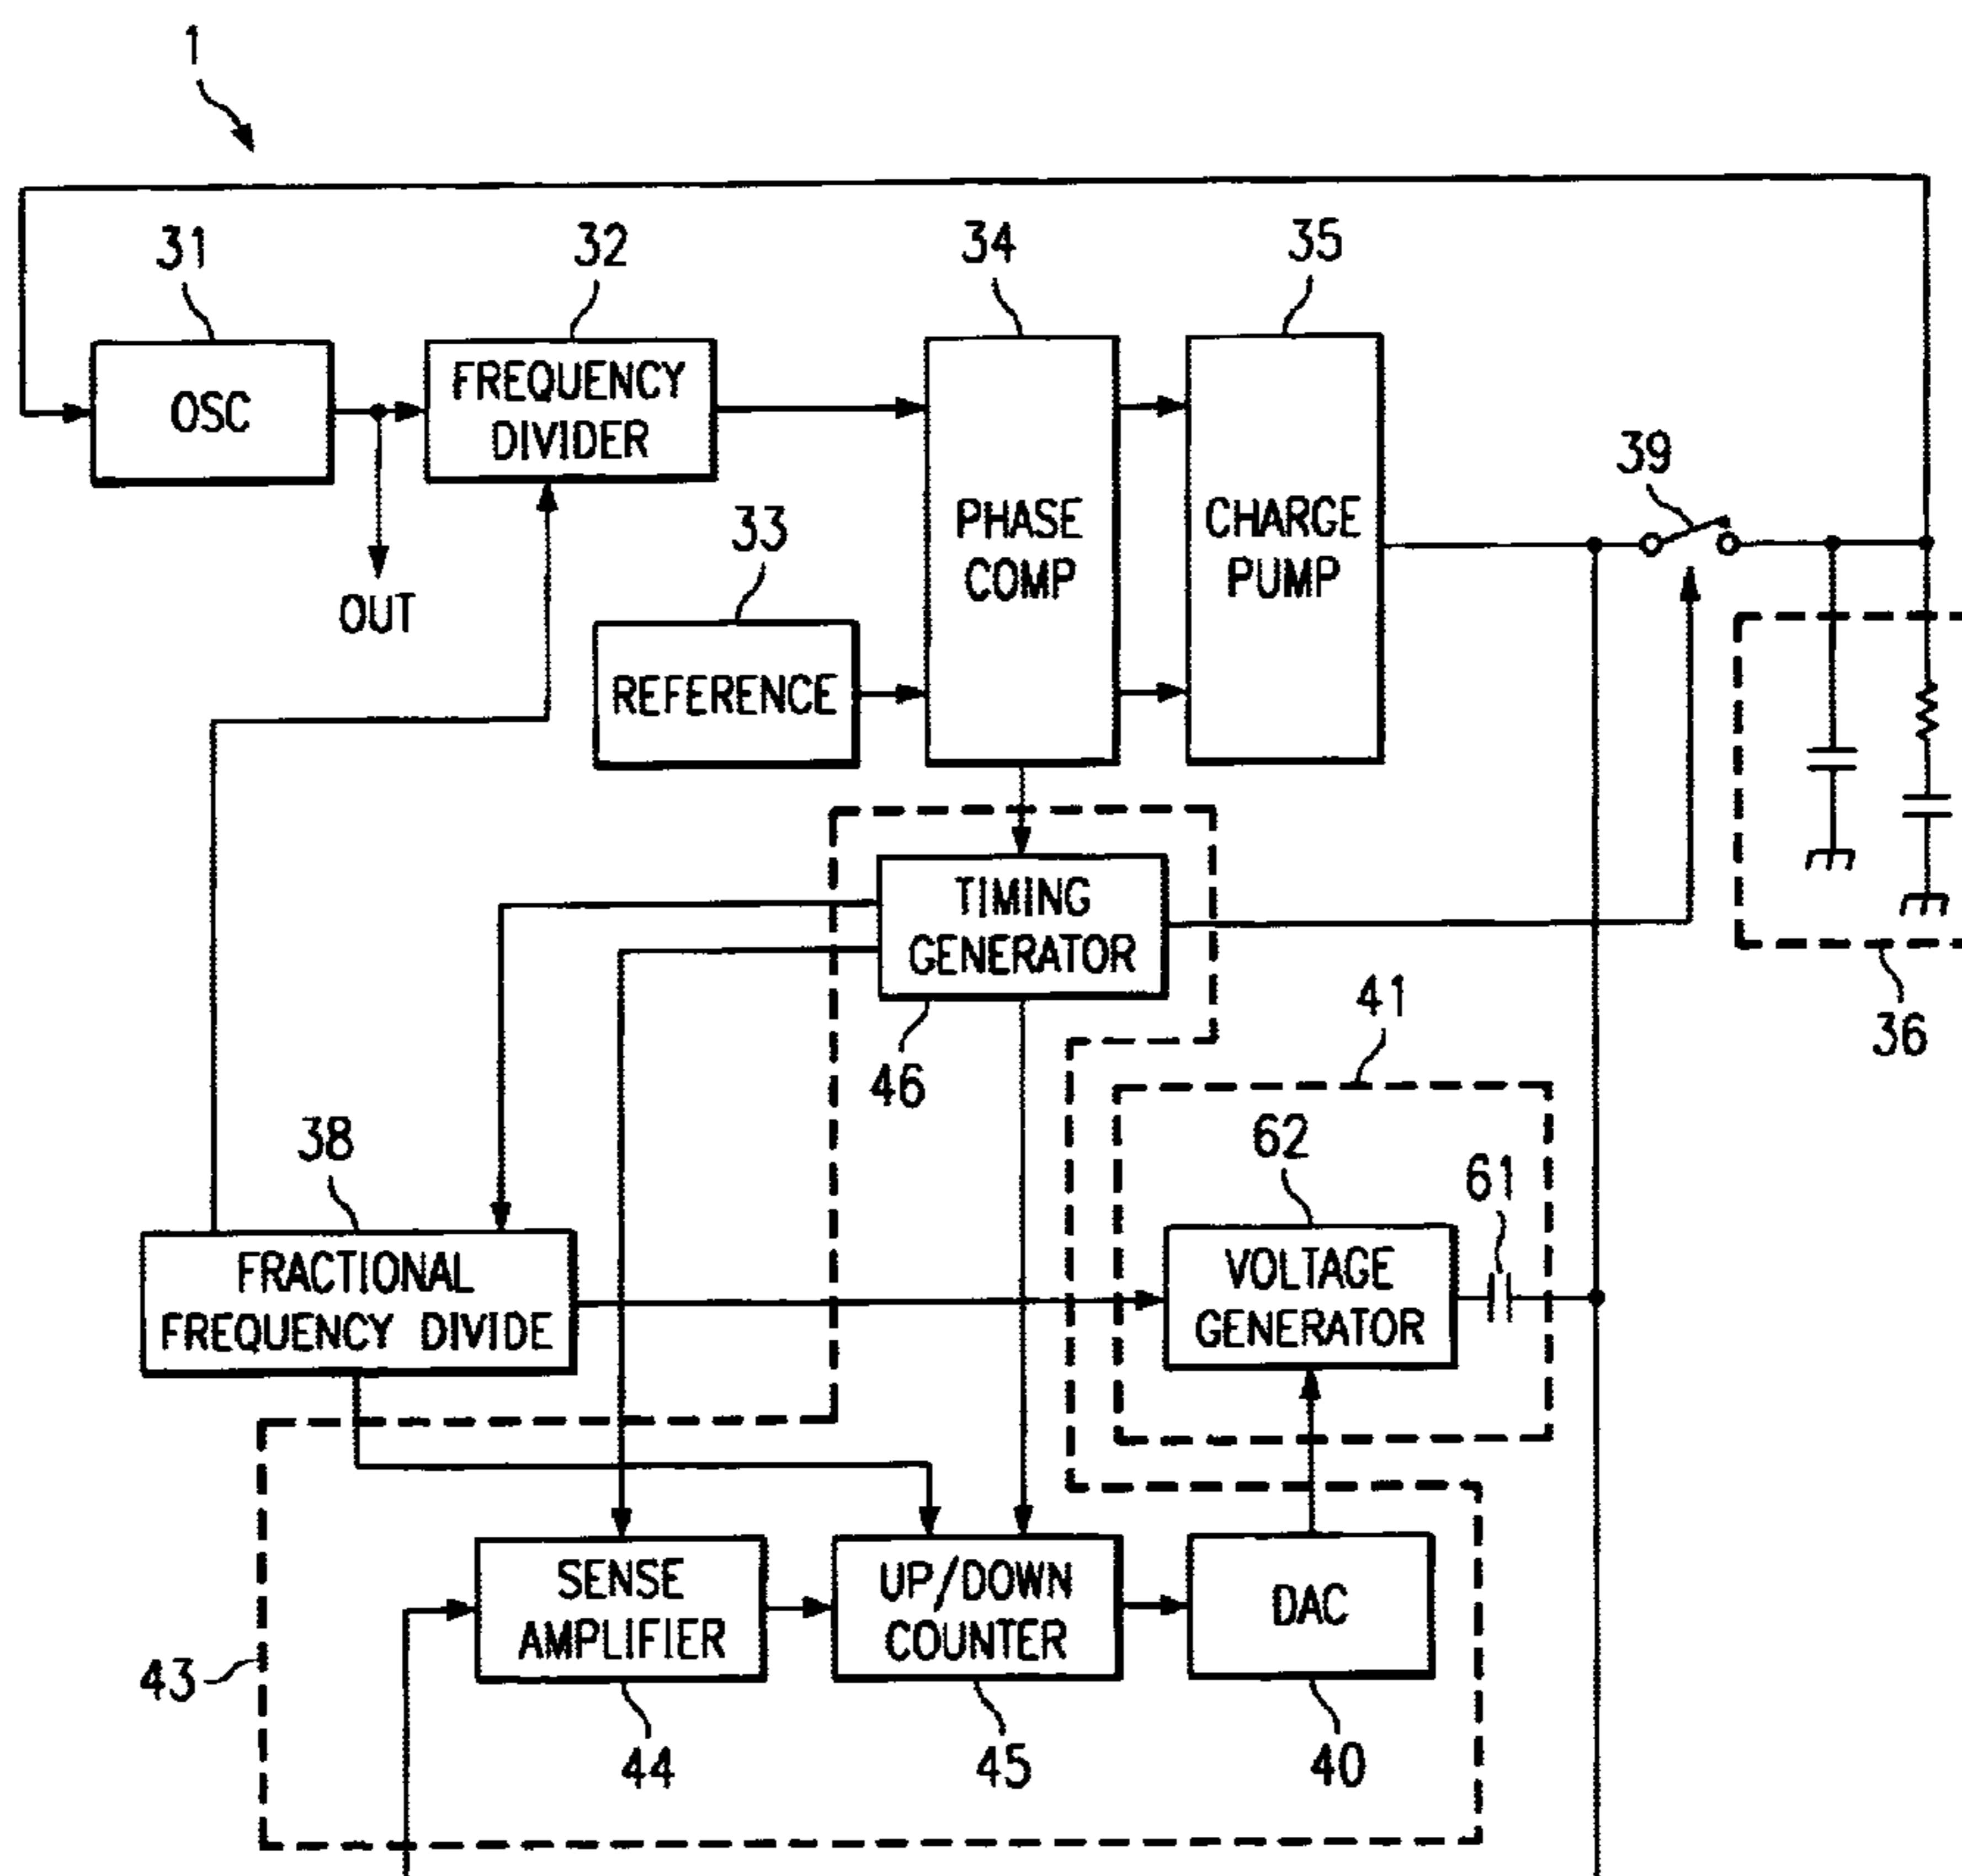 1
31
32
34
35
OSC
FREQUENCY
DIVIDER
39
33
PHASE
COMP
CHARGE
PUMP
OUT
REFERENCE
TIMING
GENERATOR
36
41
46
38
62
61
FRACTIONAL
FREQUENCY DIVIDE
VOLTAGE
GENERATOR
SENSE
AMPLIFIER
UP/DOWN
COUNTER
DAC
43
44
45
40